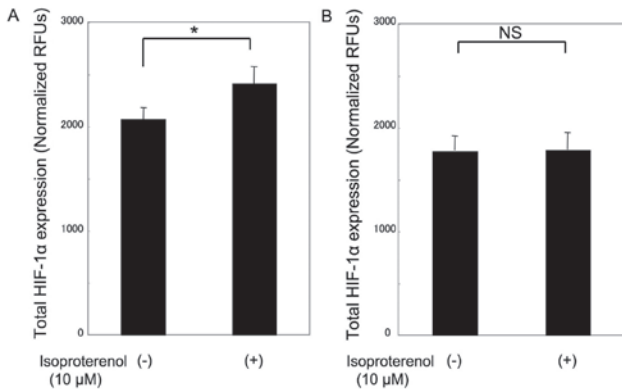 A
Total HIF-1α expression (Normalized RFUs)
3000
2000
1000
0
*
Isoproterenol (-) (+)
(10 µM)
B
Total HIF-1α expression (Normalized RFUs)
3000
2000
1000
0
NS
Isoproterenol (-) (+)
(10 µM)